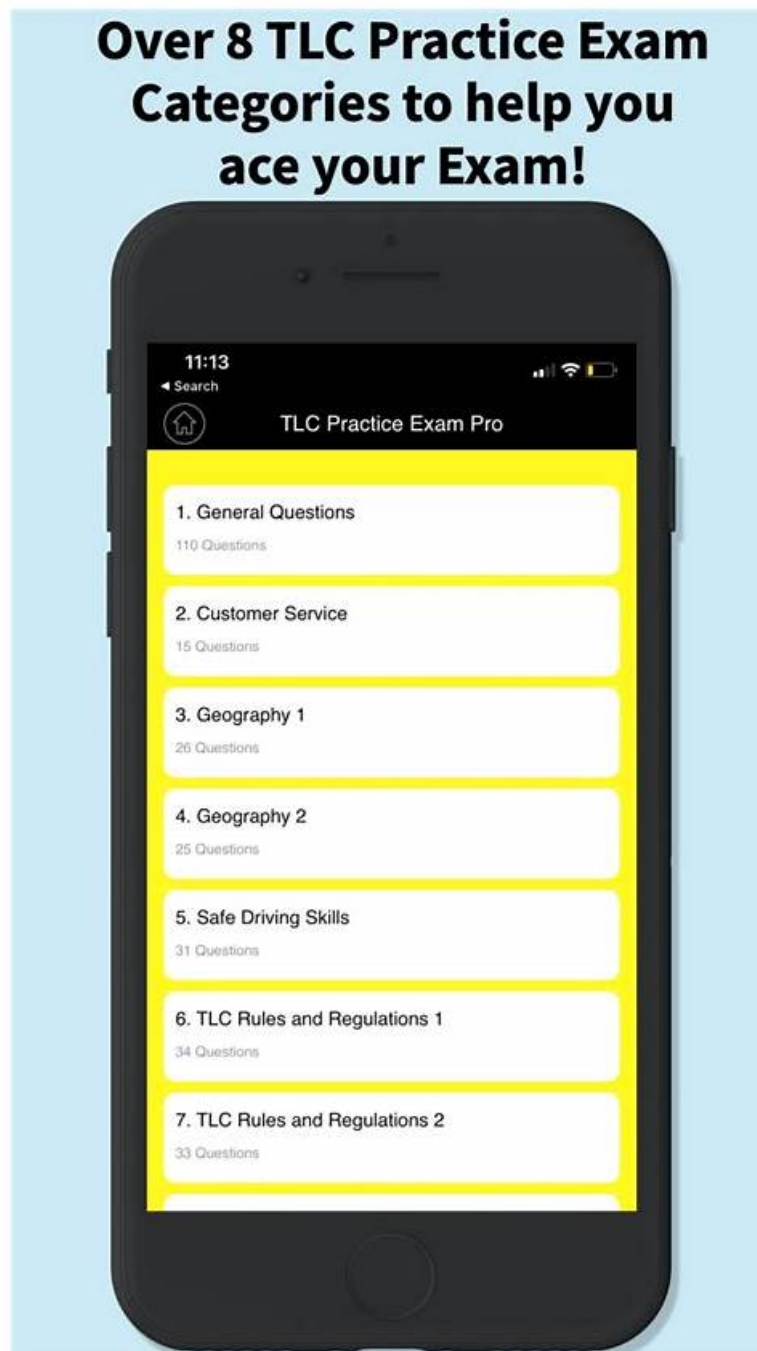 Over 8 TLC Practice Exam
Categories to help you
ace your Exam!
11:13
◄ Search
TLC Practice Exam Pro
1. General Questions
110 Questions
2. Customer Service
15 Questions
3. Geography 1
26 Questions
4. Geography 2
25 Questions
5. Safe Driving Skills
31 Questions
6. TLC Rules and Regulations 1
34 Questions
7. TLC Rules and Regulations 2
33 Questions